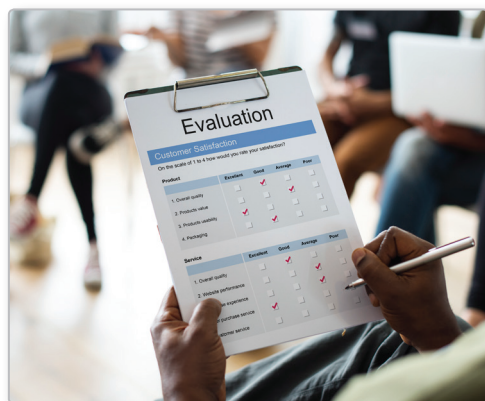 Evaluation
Customer Satisfaction
On the scale of 1 to 4 how would you rate your satisfaction?
Product Excellent Good Average Poor
1. Overall quality
2. Products value
3. Products usability
4. Packaging
Service Excellent Good Average Poor
1. Overall quality
2. Website performance
experience
purchase service
service